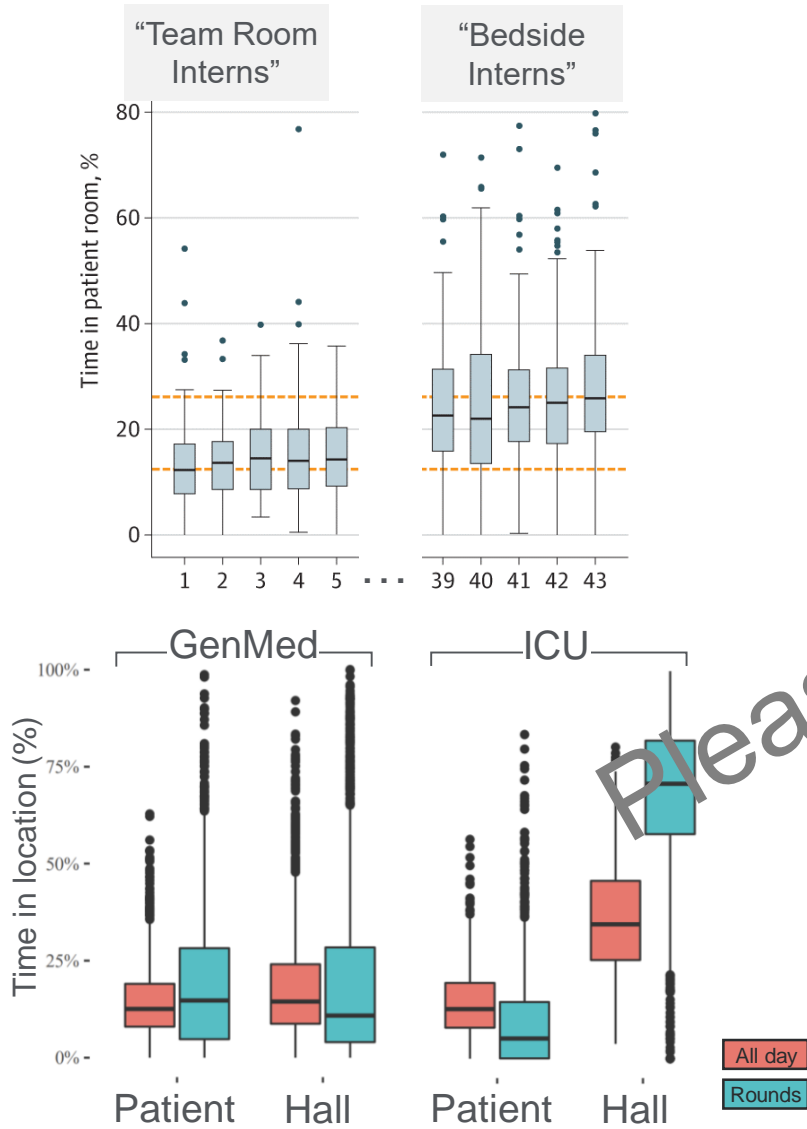 “Team Room
Interns”
“Bedside
Interns”
Time in patient room, %
80
60
40
20
0
1 2 3 4 5 ... 39 40 41 42 43
GenMed
ICU
Time in location (%)
100%
75%
50%
25%
0%
Patient
Hall
Patient
Hall
All day
Rounds